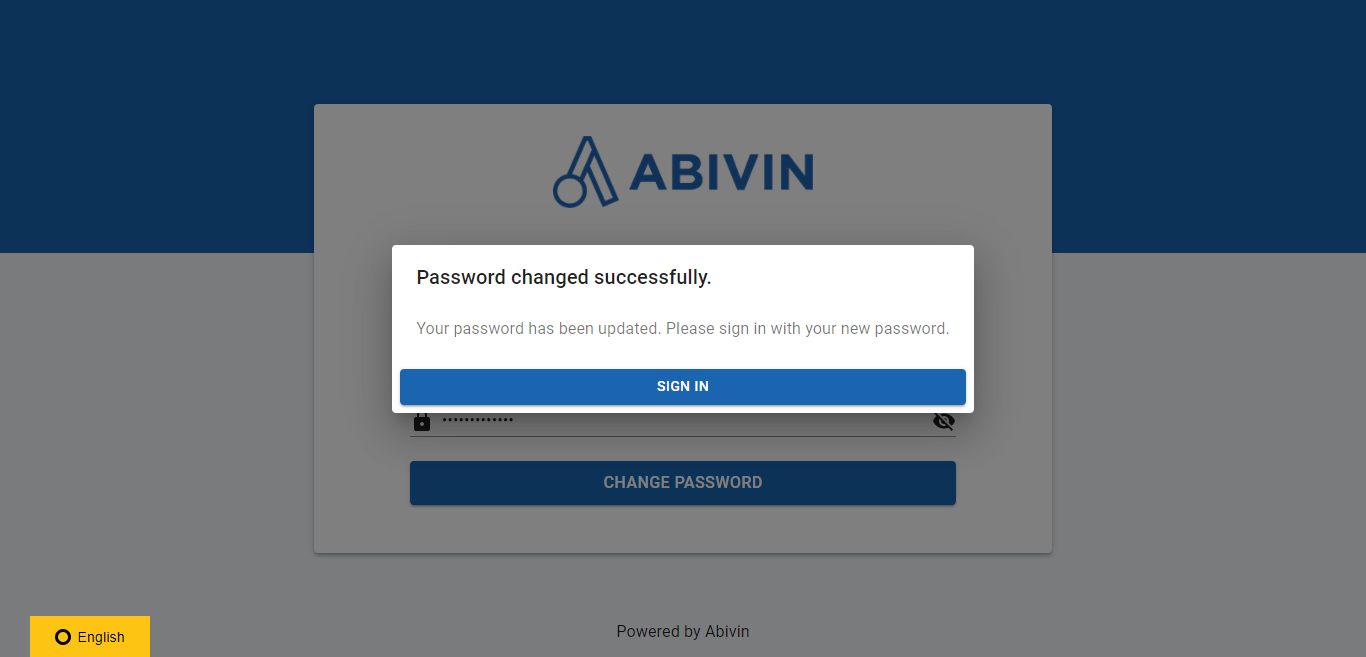 ABIVIN
Password changed successfully.
Your password has been updated. Please sign in with your new password.
SIGN IN
CHANGE PASSWORD
Powered by Abivin
English